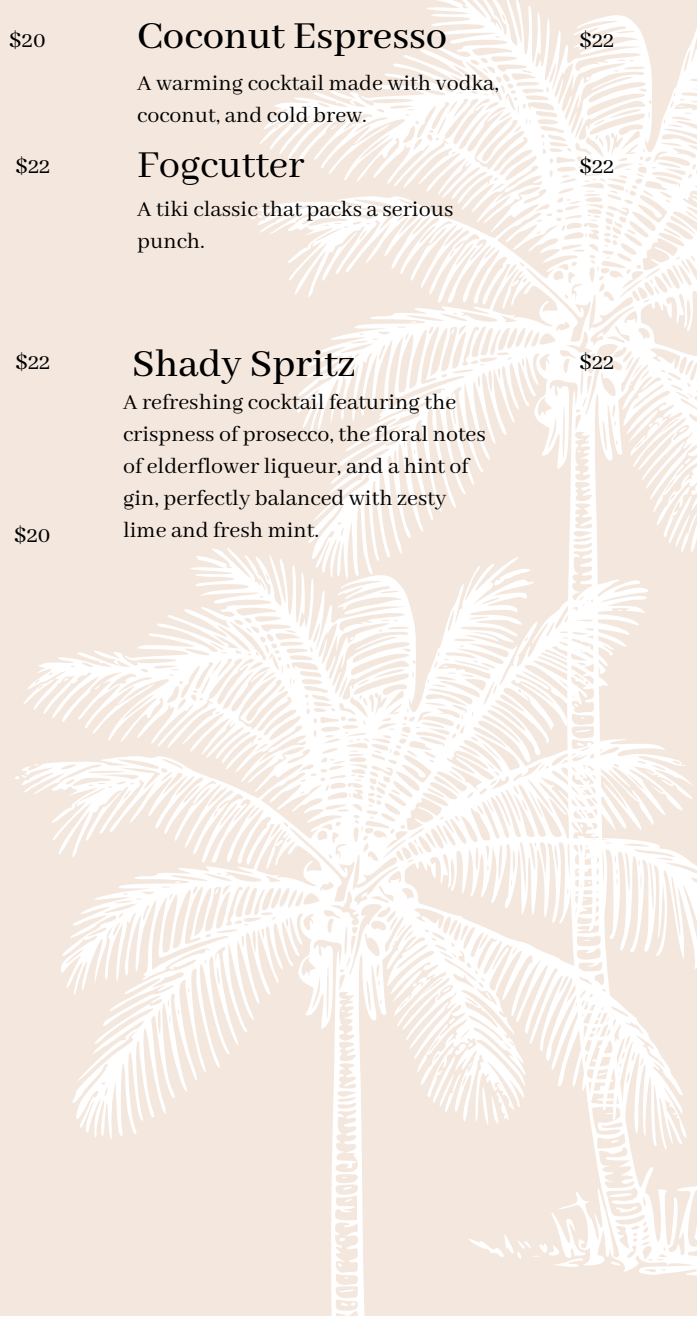 $20
Coconut Espresso
$22
A warming cocktail made with vodka,
coconut, and cold brew.
$22
Fogcutter
$22
A tiki classic that packs a serious
punch.
$22
Shady Spritz
$22
A refreshing cocktail featuring the
crispness of prosecco, the floral notes
of elderflower liqueur, and a hint of
gin, perfectly balanced with zesty
lime and fresh mint.
$20